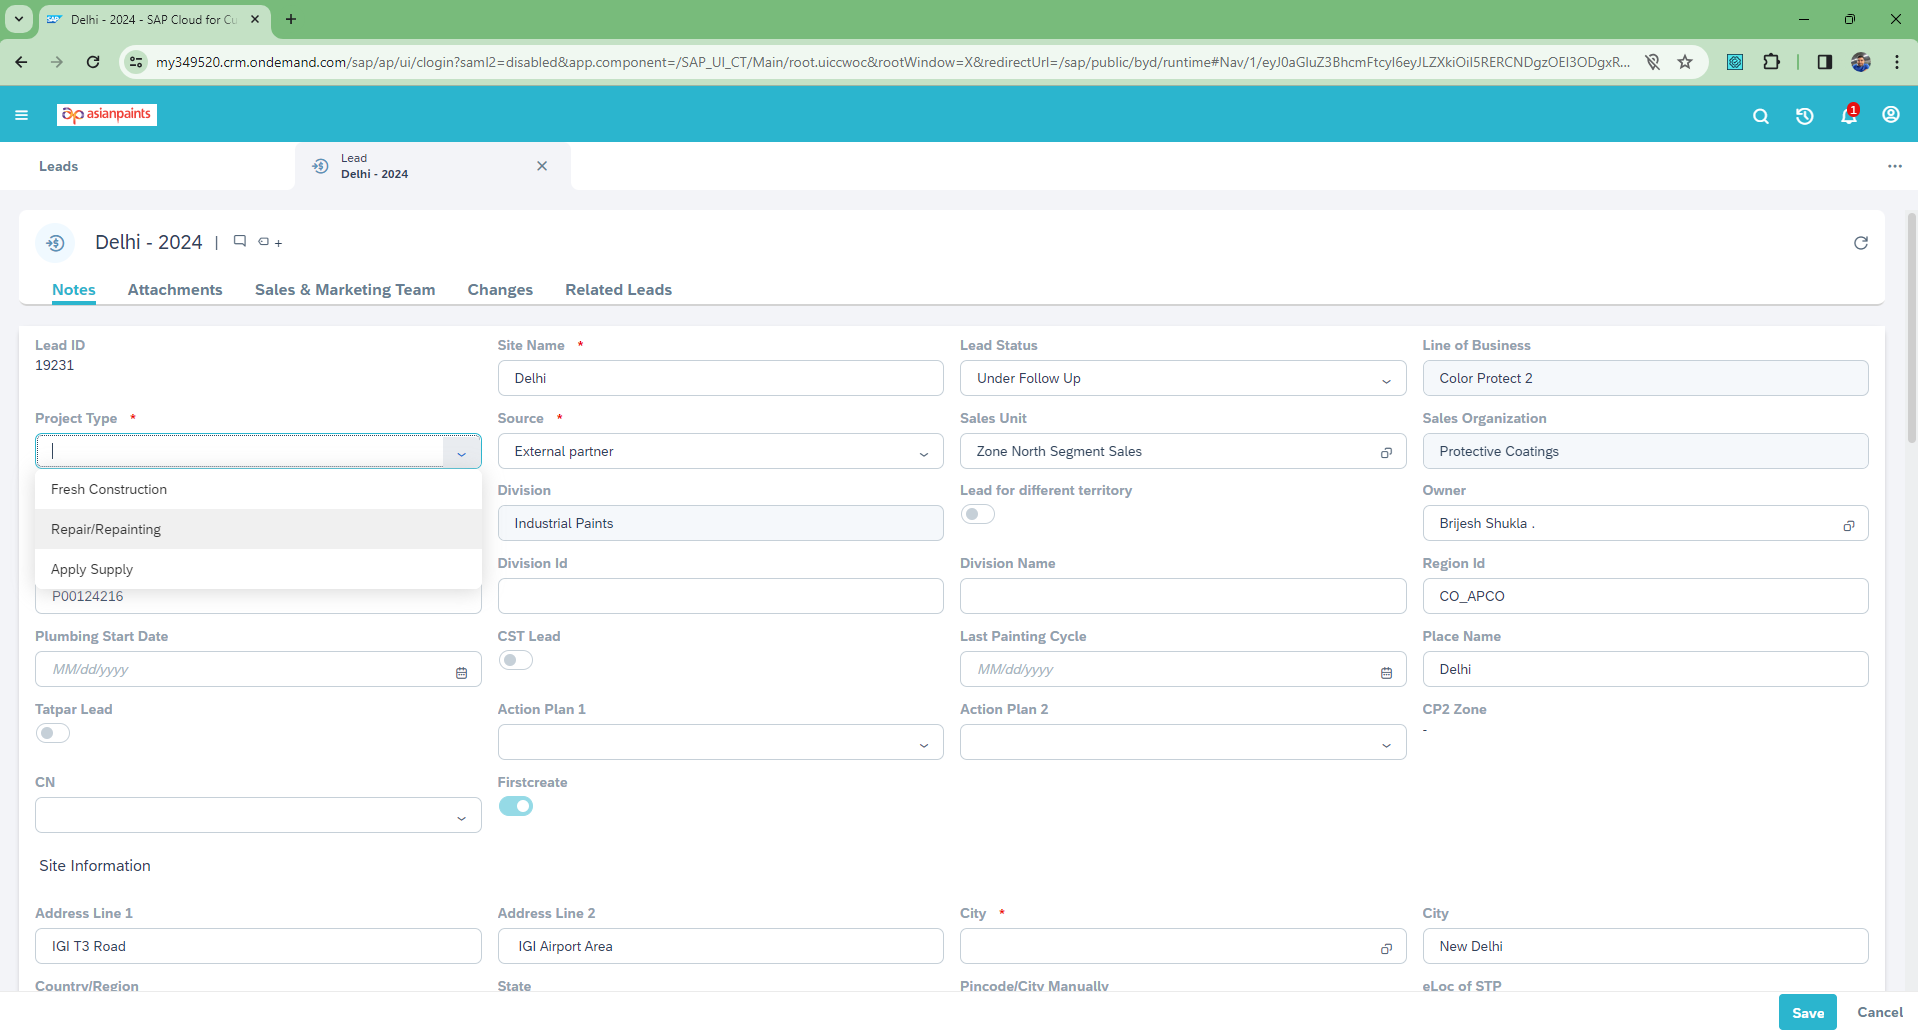 Delhi - 2024 - SAP Cloud for Cu
my349520.crm.ondemand.com/sap/ap/ui/clogin?saml2=disabled&app.component=/SAP_UI_CT/Main/root.uiccwoc&rootWindow=X&redirectUrl=/sap/public/byd/runtime#Nav/1/eyJ0aGluZ3BhcmFtcyI6eyJLZXkiOiI5RERCNDgzOEI3ODgxR...
asianpaints
1
Leads
Lead
Delhi - 2024
Delhi - 2024 |
Notes Attachments Sales & Marketing Team Changes Related Leads
Lead ID Site Name * Lead Status Line of Business
19231 Delhi Under Follow Up Color Protect 2
Project Type * Source * Sales Unit Sales Organization
External partner Zone North Segment Sales Protective Coatings
Fresh Construction Division Lead for different territory Owner
Repair/Repainting Industrial Paints Brijesh Shukla .
Apply Supply Division Id Division Name Region Id
P00124216 CO_APCO
Plumbing Start Date CST Lead Last Painting Cycle Place Name
MM/dd/yyyy MM/dd/yyyy Delhi
Tatpar Lead Action Plan 1 Action Plan 2 CP2 Zone
-
CN Firstcreate
Site Information
Address Line 1 Address Line 2 City * City
IGI T3 Road IGI Airport Area New Delhi
Country/Region State Pincode/City Manually eLoc of STP
Save Cancel